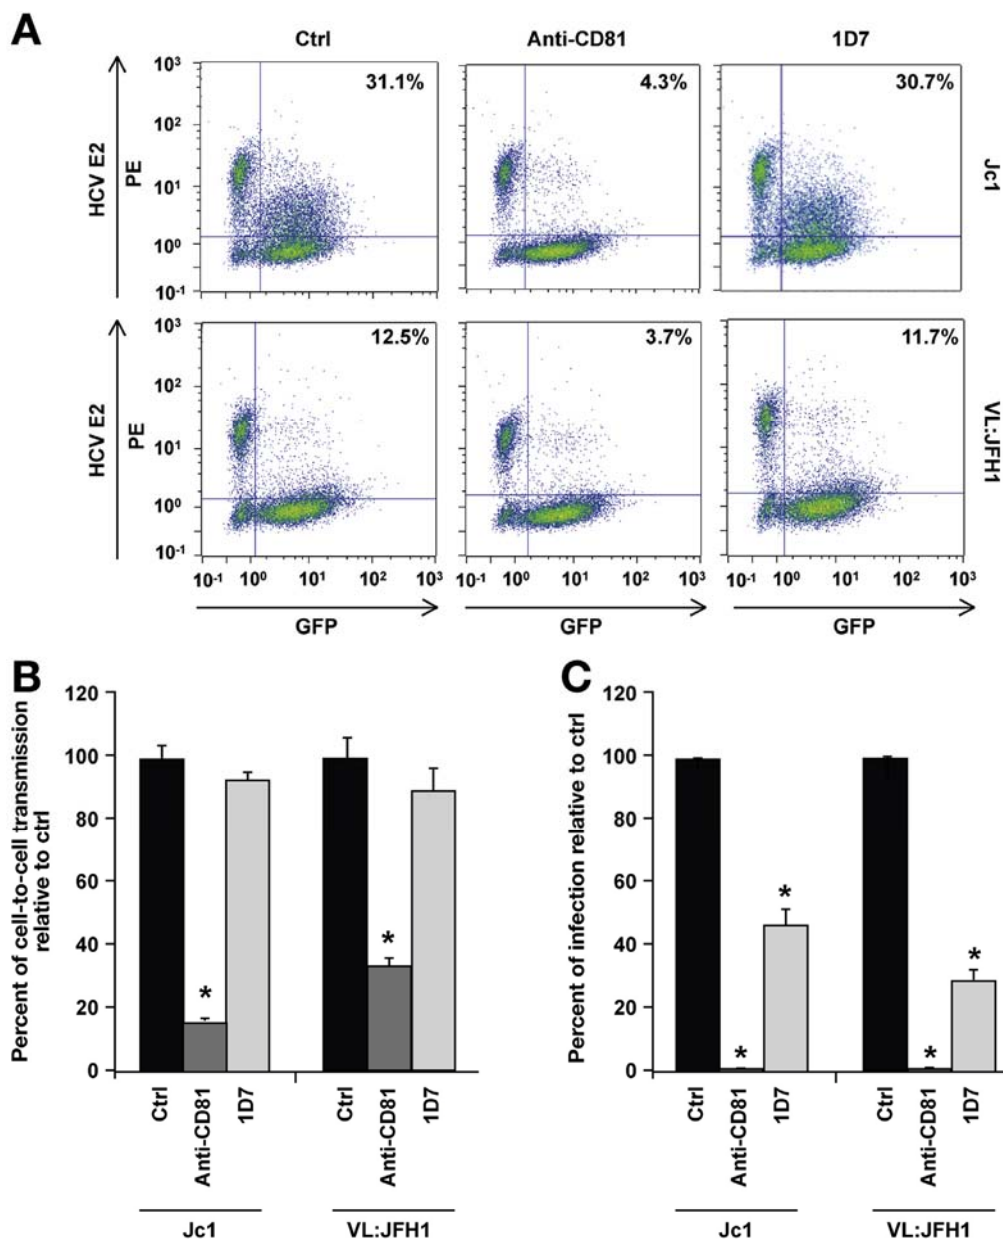 A
Ctrl
Anti-CD81
1D7
HCV E2
PE
10³
10²
10¹
10⁰
10⁻¹
31.1%
4.3%
30.7%
Jc1
HCV E2
PE
10³
10²
10¹
10⁰
10⁻¹
12.5%
3.7%
11.7%
VL:JFH1
10⁻¹ 10⁰ 10¹ 10² 10³
10⁻¹ 10⁰ 10¹ 10² 10³
10⁻¹ 10⁰ 10¹ 10² 10³
GFP
GFP
GFP
B
Percent of cell-to-cell transmission
relative to ctrl
120
100
80
60
40
20
0
*
*
Ctrl
Anti-CD81
1D7
Ctrl
Anti-CD81
1D7
Jc1
VL:JFH1
C
Percent of infection relative to ctrl
120
100
80
60
40
20
0
*
*
*
*
Ctrl
Anti-CD81
1D7
Ctrl
Anti-CD81
1D7
Jc1
VL:JFH1